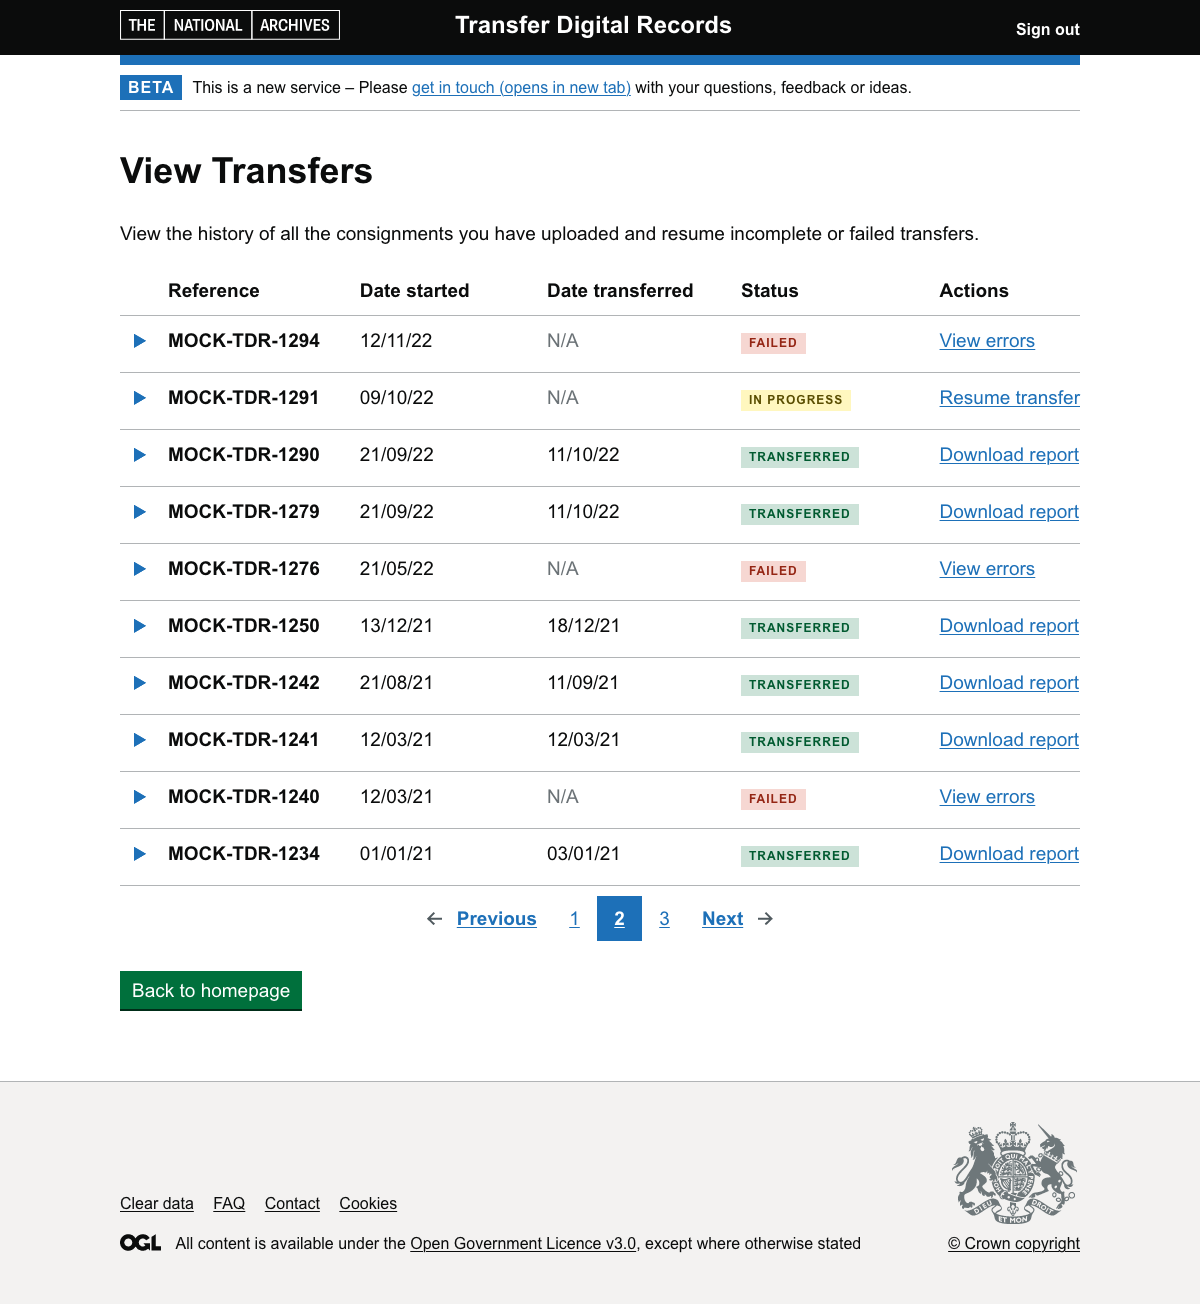 THE NATIONAL ARCHIVES
Transfer Digital Records
Sign out
BETA This is a new service – Please get in touch (opens in new tab) with your questions, feedback or ideas.
View Transfers
View the history of all the consignments you have uploaded and resume incomplete or failed transfers.
Reference Date started Date transferred Status Actions
MOCK-TDR-1294 12/11/22 N/A FAILED View errors
MOCK-TDR-1291 09/10/22 N/A IN PROGRESS Resume transfer
MOCK-TDR-1290 21/09/22 11/10/22 TRANSFERRED Download report
MOCK-TDR-1279 21/09/22 11/10/22 TRANSFERRED Download report
MOCK-TDR-1276 21/05/22 N/A FAILED View errors
MOCK-TDR-1250 13/12/21 18/12/21 TRANSFERRED Download report
MOCK-TDR-1242 21/08/21 11/09/21 TRANSFERRED Download report
MOCK-TDR-1241 12/03/21 12/03/21 TRANSFERRED Download report
MOCK-TDR-1240 12/03/21 N/A FAILED View errors
MOCK-TDR-1234 01/01/21 03/01/21 TRANSFERRED Download report
← Previous 1 2 3 Next →
Back to homepage
DIEU ET MON DROIT
Clear data FAQ Contact Cookies
OGL All content is available under the Open Government Licence v3.0, except where otherwise stated
© Crown copyright